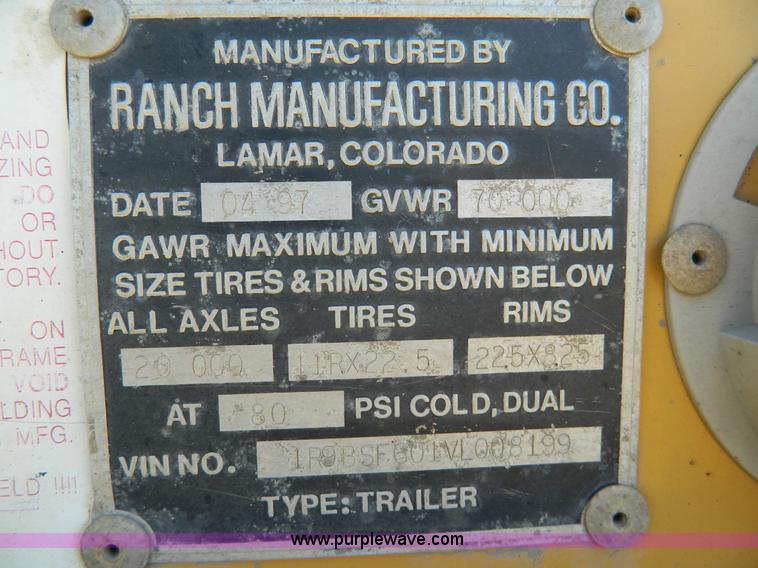 MANUFACTURED BY
RANCH MANUFACTURING CO.
LAMAR, COLORADO
DATE 04 97 GVWR 70 000
GAWR MAXIMUM WITH MINIMUM
SIZE TIRES & RIMS SHOWN BELOW
ALL AXLES TIRES RIMS
20 000 11RX22.5 225X825
AT 80 PSI COLD, DUAL
VIN NO. 1R9BSF601VL008199
TYPE: TRAILER
AND
ZING
DO
OR
HOUT
TORY.
ON
RAME
VOID
LDING
MFG.
ELD !!!!
www.purplewave.com